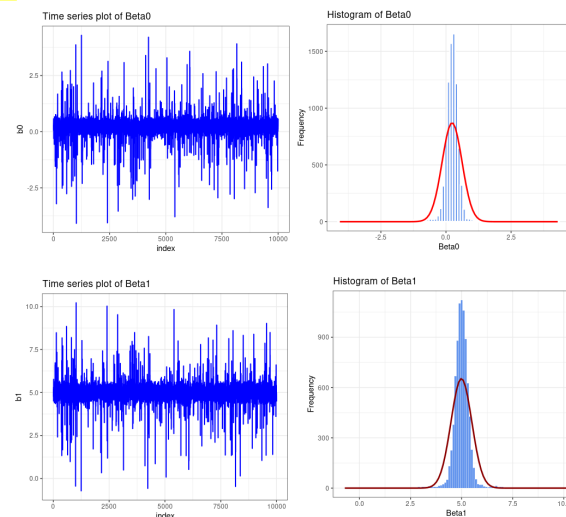 Time series plot of Beta0
b0
2.5
0.0
-2.5
0
2500
5000
7500
10000
index
Histogram of Beta0
Frequency
1500
1000
500
0
-2.5
0.0
2.5
Beta0
Time series plot of Beta1
b1
10.0
7.5
5.0
2.5
0.0
0
2500
5000
7500
10000
index
Histogram of Beta1
Frequency
900
600
300
0
0.0
2.5
5.0
7.5
10.
Beta1